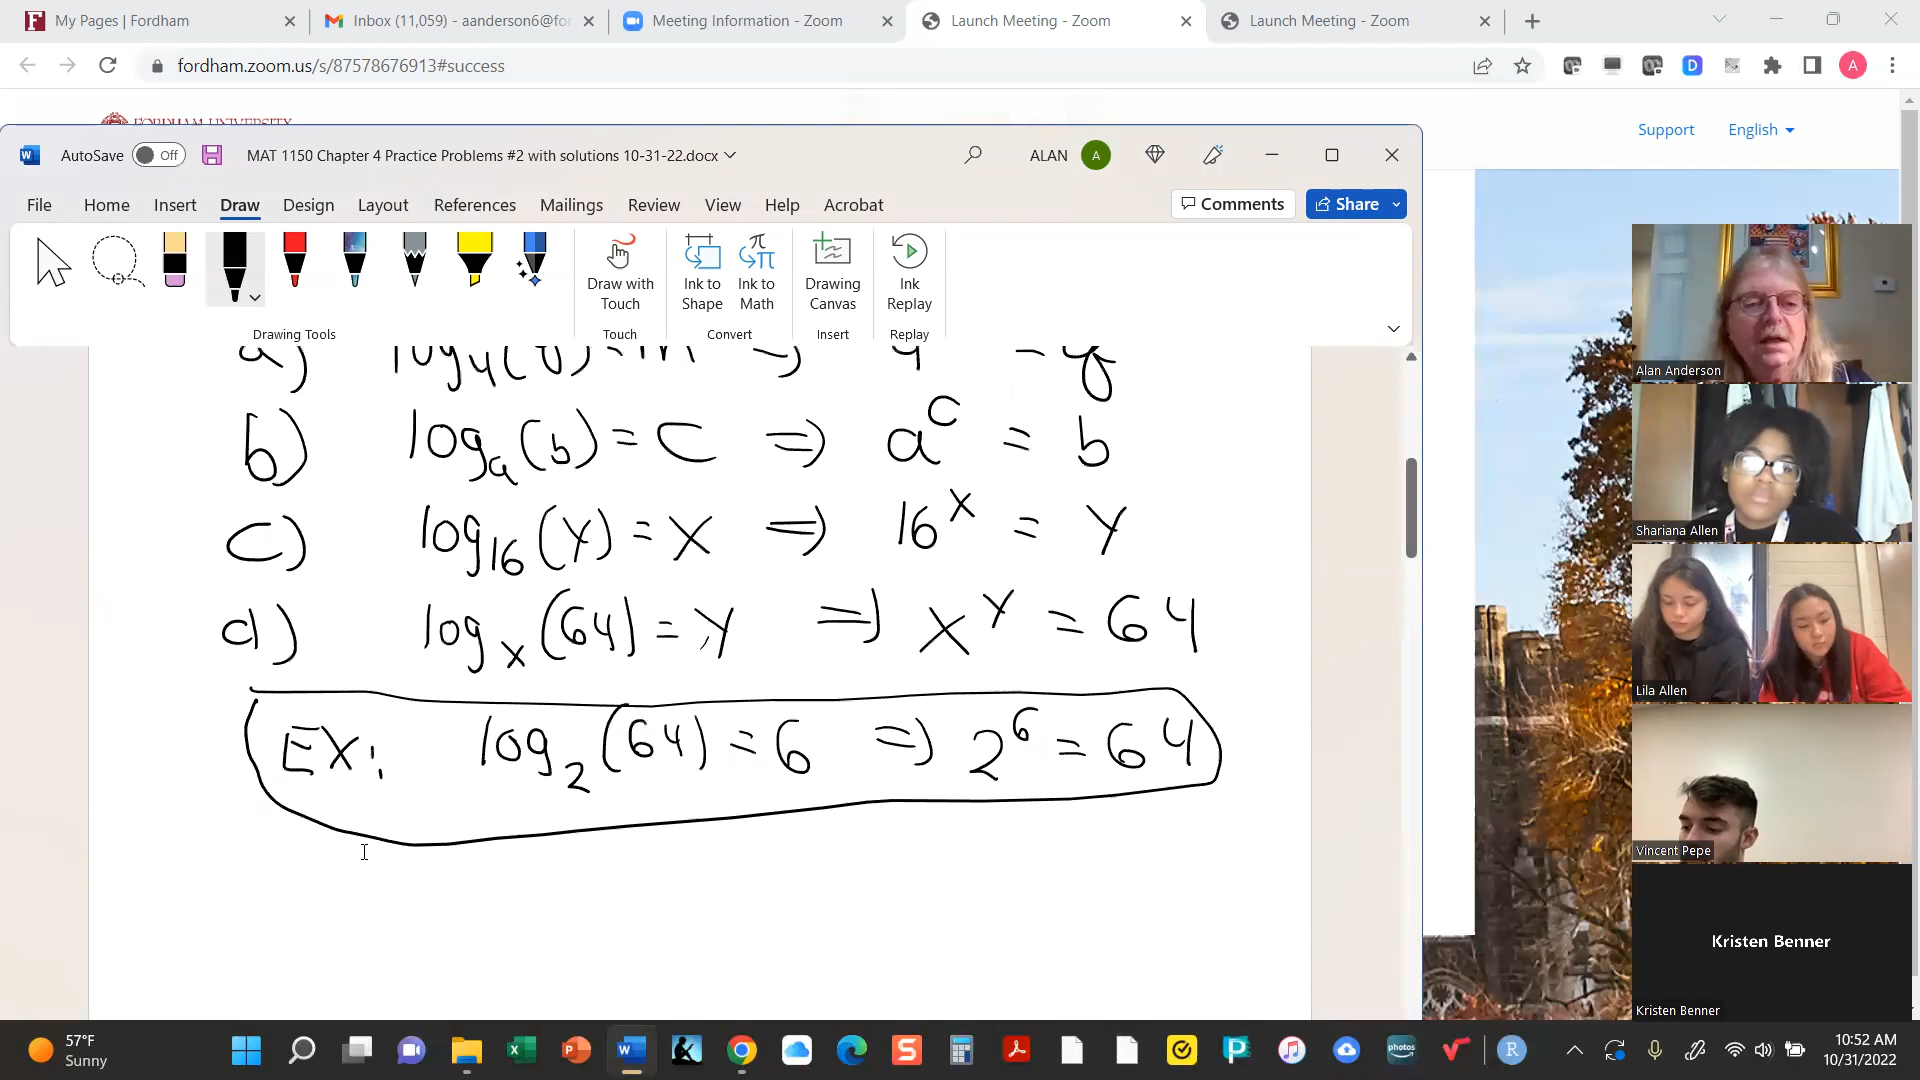 My Pages | Fordham
Inbox (11,059) - aanderson6@for
Meeting Information - Zoom
Launch Meeting - Zoom
Launch Meeting - Zoom
fordham.zoom.us/s/87578676913#success
A
FORDHAM UNIVERSITY
Support
English
AutoSave
Off
MAT 1150 Chapter 4 Practice Problems #2 with solutions 10-31-22.docx
ALAN
A
File Home Insert Draw Design Layout References Mailings Review View Help Acrobat
Comments
Share
Draw with
Touch
Ink to
Shape
Ink to
Math
Drawing
Canvas
Ink
Replay
Drawing Tools
Touch
Convert
Insert
Replay
b) log_a (b) = c => a^c = b
c) log_16 (y) = x => 16^x = y
d) log_x (64) = y => x^y = 64
EX: log_2 (64) = 6 => 2^6 = 64
Alan Anderson
Shariana Allen
Lila Allen
Vincent Pepe
Kristen Benner
Kristen Benner
57°F
Sunny
photos
R
10:52 AM
10/31/2022